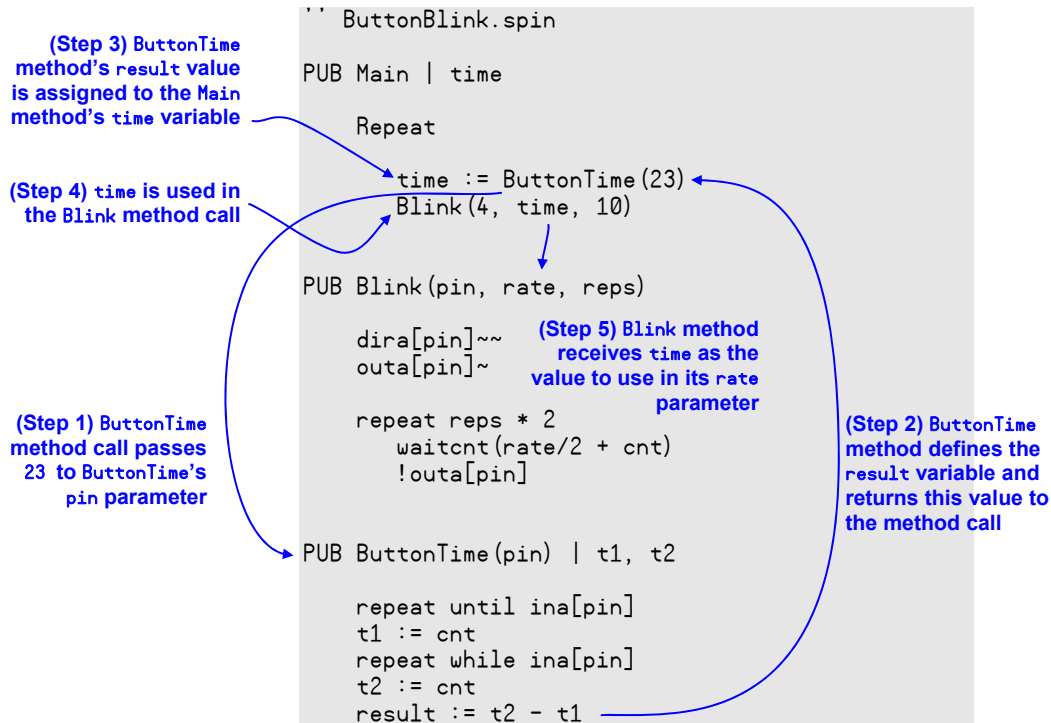 '' ButtonBlink.spin
PUB Main | time
Repeat
time := ButtonTime(23)
Blink(4, time, 10)
PUB Blink(pin, rate, reps)
dira[pin]~~
outa[pin]~
repeat reps * 2
waitcnt(rate/2 + cnt)
!outa[pin]
PUB ButtonTime(pin) | t1, t2
repeat until ina[pin]
t1 := cnt
repeat while ina[pin]
t2 := cnt
result := t2 - t1
(Step 3) ButtonTime
method's result value
is assigned to the Main
method's time variable
(Step 4) time is used in
the Blink method call
(Step 5) Blink method
receives time as the
value to use in its rate
parameter
(Step 1) ButtonTime
method call passes
23 to ButtonTime's
pin parameter
(Step 2) ButtonTime
method defines the
result variable and
returns this value to
the method call